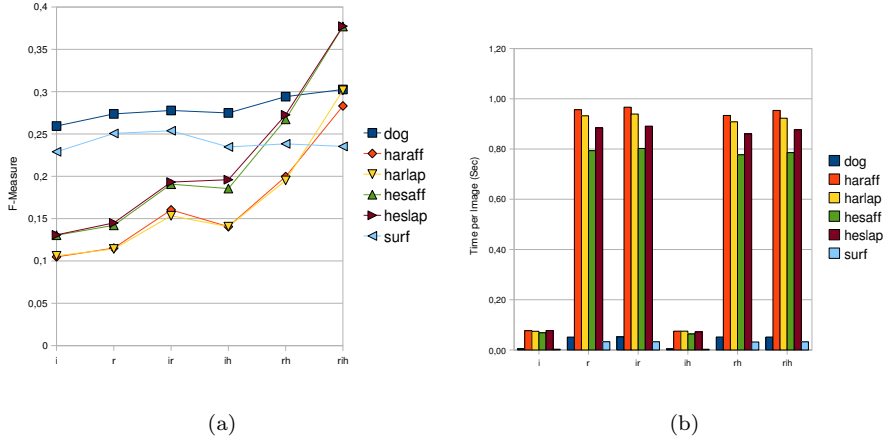 0,4
0,35
0,3
0,25
0,2
0,15
0,1
0,05
0
F-Measure
i r ir ih rh rih
dog
haraff
harlap
hesaff
heslap
surf
(a)
1,20
1,00
0,80
0,60
0,40
0,20
0,00
Time per Image (Sec)
i r ir ih rh rih
dog
haraff
harlap
hesaff
heslap
surf
(b)